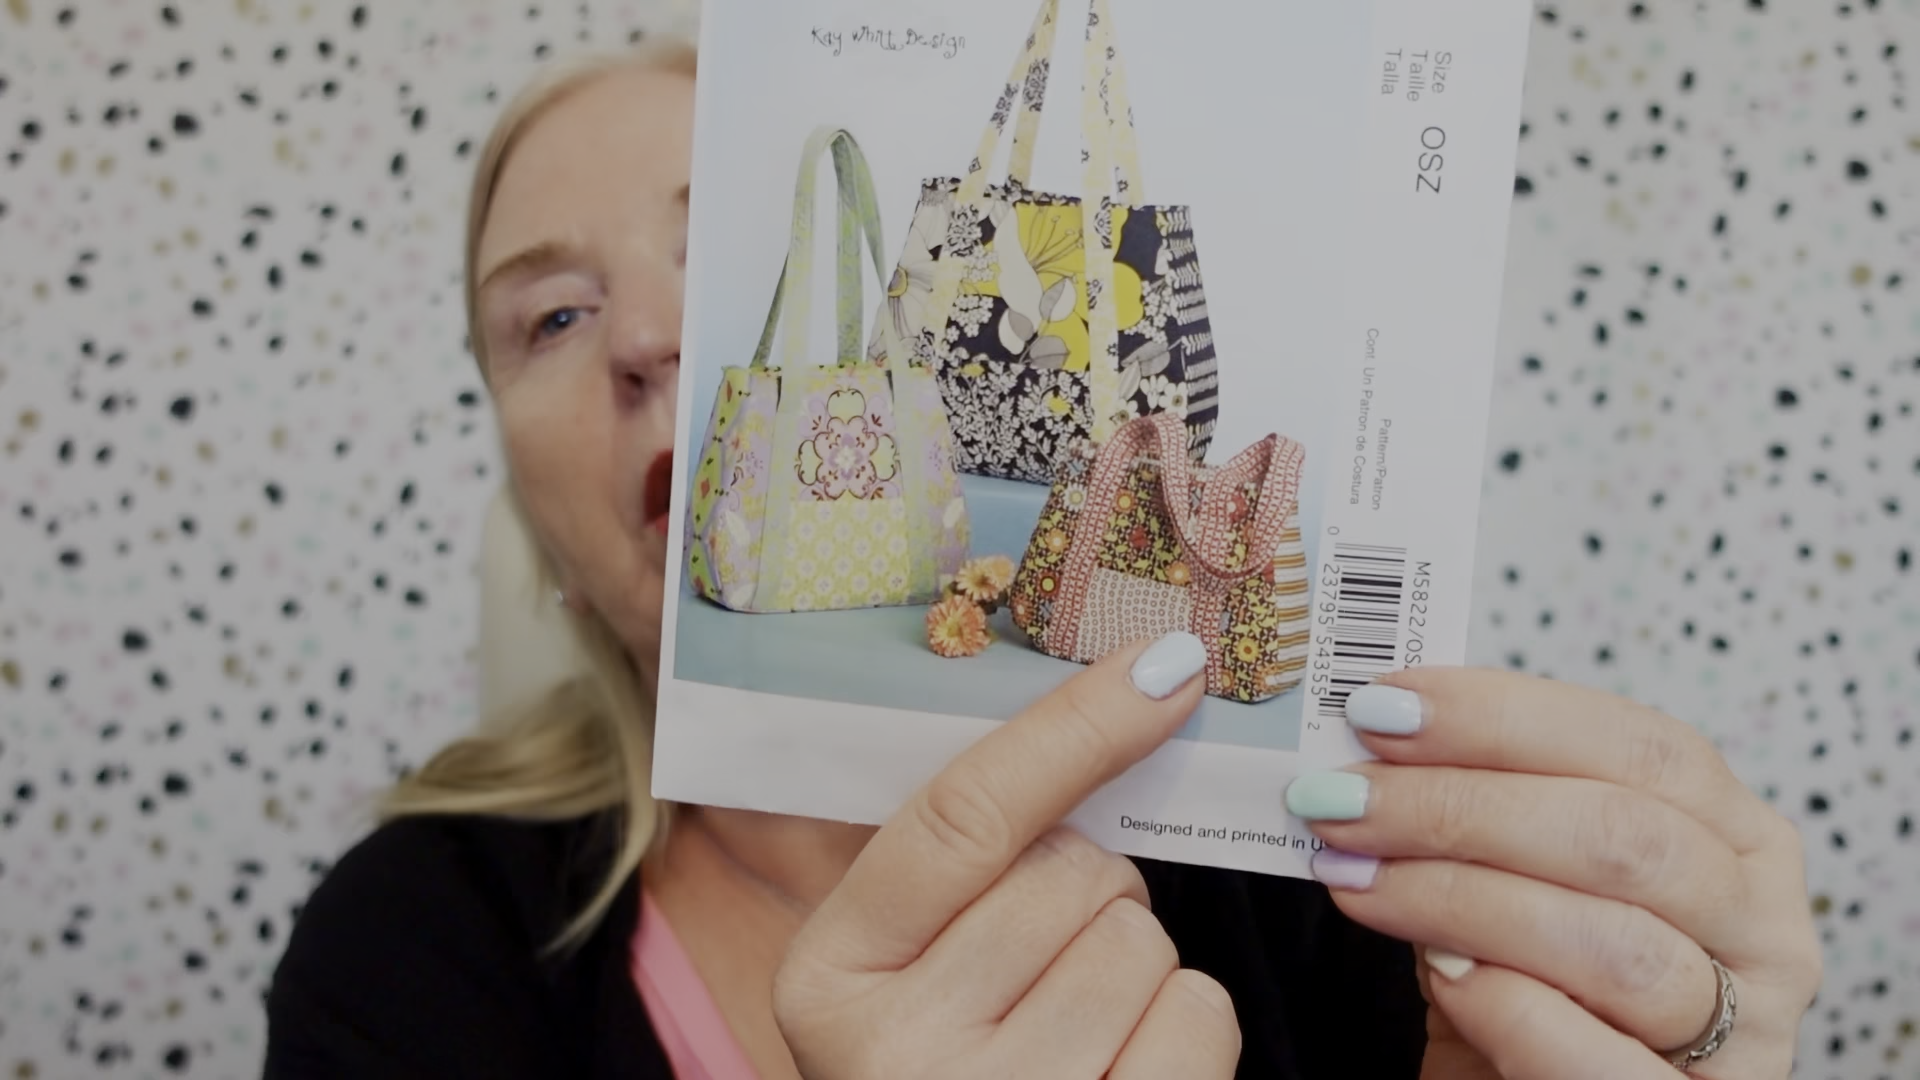 Kay Whitt Design
Size
Taille
Talla
OSZ
Pattern/Patron
Cont. Un Patron de Costura
M5822/OS
0 23795 54355 2
Designed and printed in U